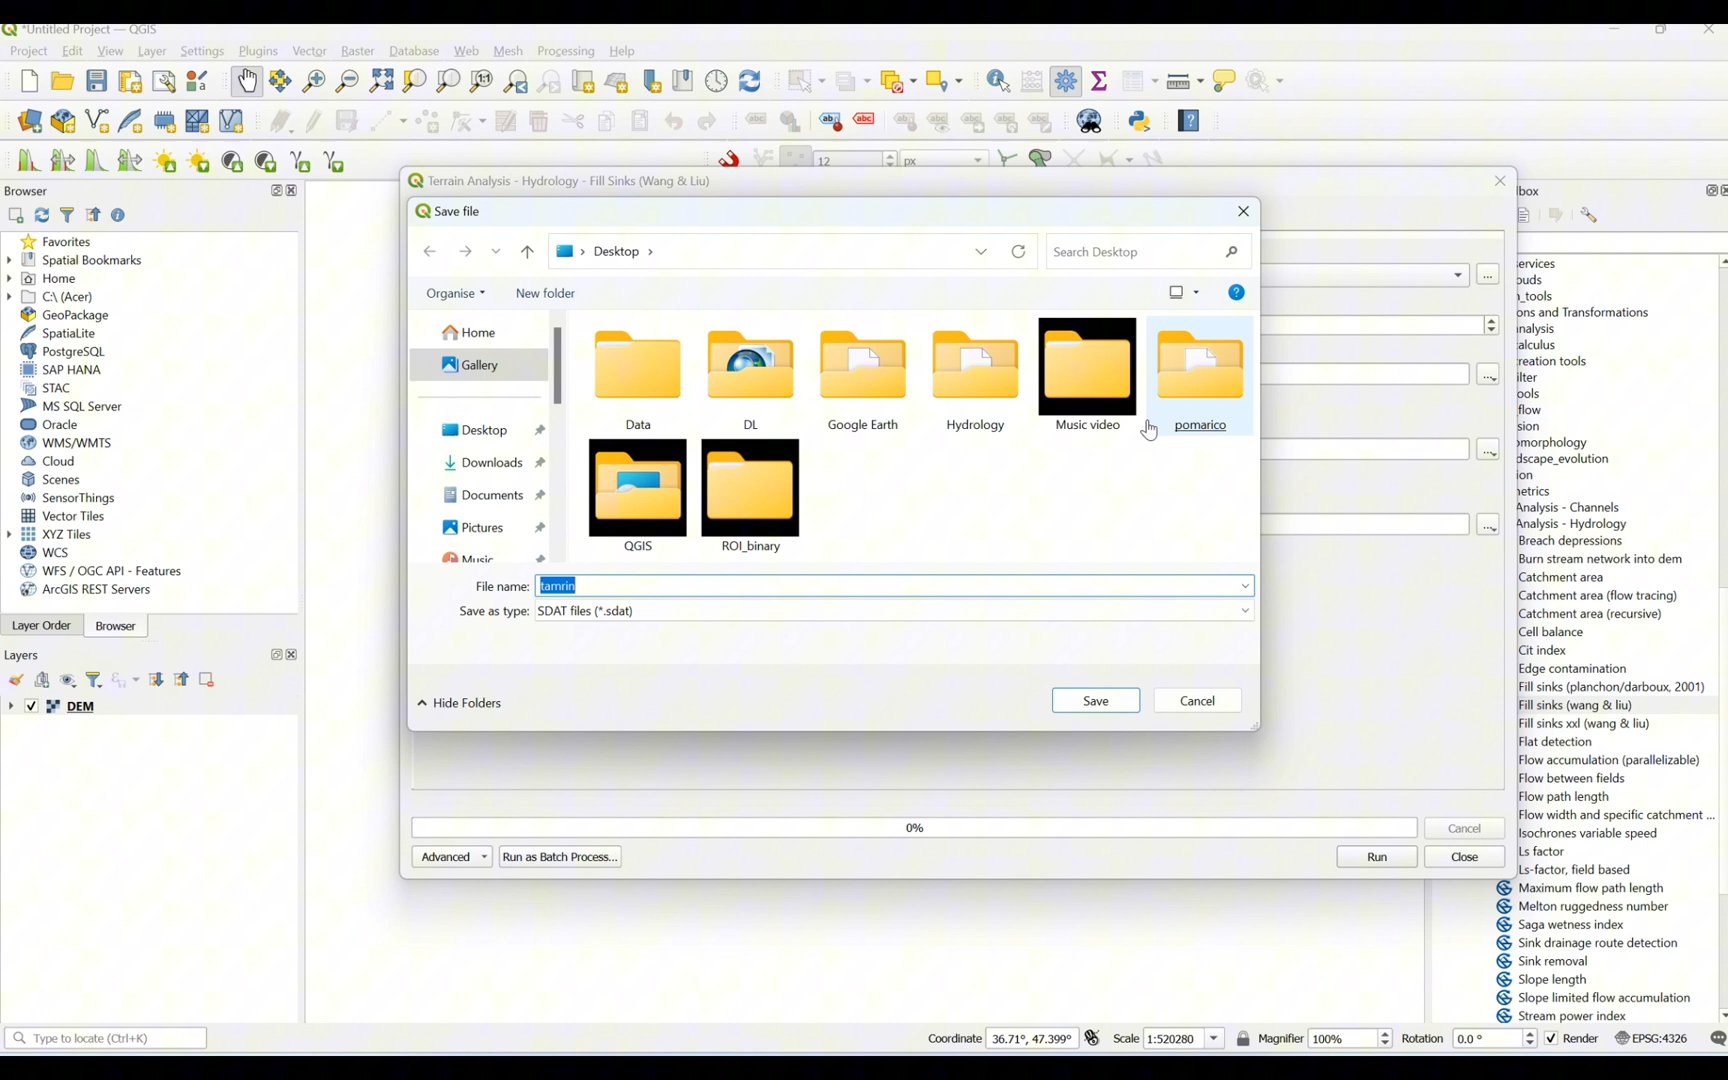 *Untitled Project — QGIS
Project Edit View Layer Settings Plugins Vector Raster Database Web Mesh Processing Help
12 px
Browser
Favorites
Spatial Bookmarks
Home
C:\ (Acer)
GeoPackage
SpatiaLite
PostgreSQL
SAP HANA
STAC
MS SQL Server
Oracle
WMS/WMTS
Cloud
Scenes
SensorThings
Vector Tiles
XYZ Tiles
WCS
WFS / OGC API - Features
ArcGIS REST Servers
Layer Order Browser
Layers
DEM
Terrain Analysis - Hydrology - Fill Sinks (Wang & Liu)
Save file
Desktop
Search Desktop
Organise New folder
Home
Gallery
Desktop
Downloads
Documents
Pictures
Music
Data DL Google Earth Hydrology Music video pomarico
QGIS ROI_binary
File name: tamrin
Save as type: SDAT files (*.sdat)
Hide Folders Save Cancel
0% Cancel
Advanced Run as Batch Process... Run Close
box
ervices
ouds
_tools
ons and Transformations
nalysis
alculus
reation tools
ilter
ools
flow
sion
omorphology
dscape_evolution
ion
etrics
Analysis - Channels
Analysis - Hydrology
Breach depressions
Burn stream network into dem
Catchment area
Catchment area (flow tracing)
Catchment area (recursive)
Cell balance
Cit index
Edge contamination
Fill sinks (planchon/darboux, 2001)
Fill sinks (wang & liu)
Fill sinks xxl (wang & liu)
Flat detection
Flow accumulation (parallelizable)
Flow between fields
Flow path length
Flow width and specific catchment ...
Isochrones variable speed
Ls factor
Ls-factor, field based
Maximum flow path length
Melton ruggedness number
Saga wetness index
Sink drainage route detection
Sink removal
Slope length
Slope limited flow accumulation
Stream power index
Type to locate (Ctrl+K) Coordinate 36.71°, 47.399° Scale 1:520280 Magnifier 100% Rotation 0.0 ° Render EPSG:4326